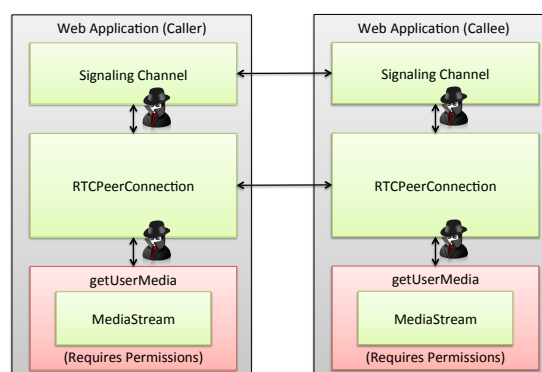 Web Application (Caller)
Signaling Channel
RTCPeerConnection
getUserMedia
MediaStream
(Requires Permissions)
Web Application (Callee)
Signaling Channel
RTCPeerConnection
getUserMedia
MediaStream
(Requires Permissions)